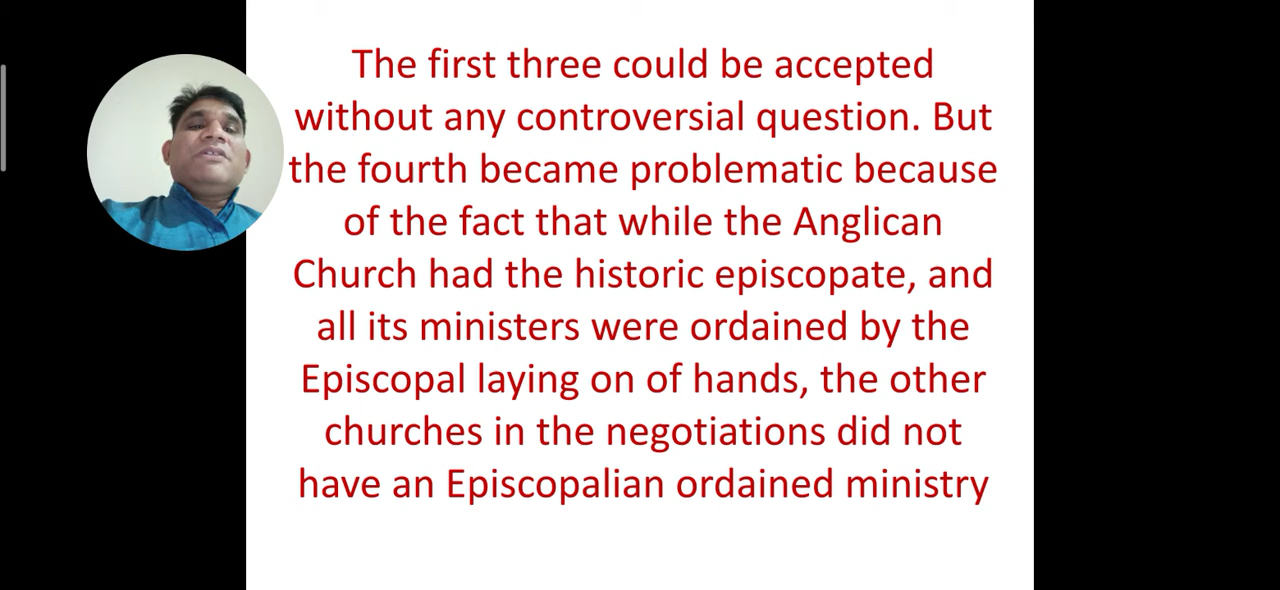 The first three could be accepted
without any controversial question. But
the fourth became problematic because
of the fact that while the Anglican
Church had the historic episcopate, and
all its ministers were ordained by the
Episcopal laying on of hands, the other
churches in the negotiations did not
have an Episcopalian ordained ministry